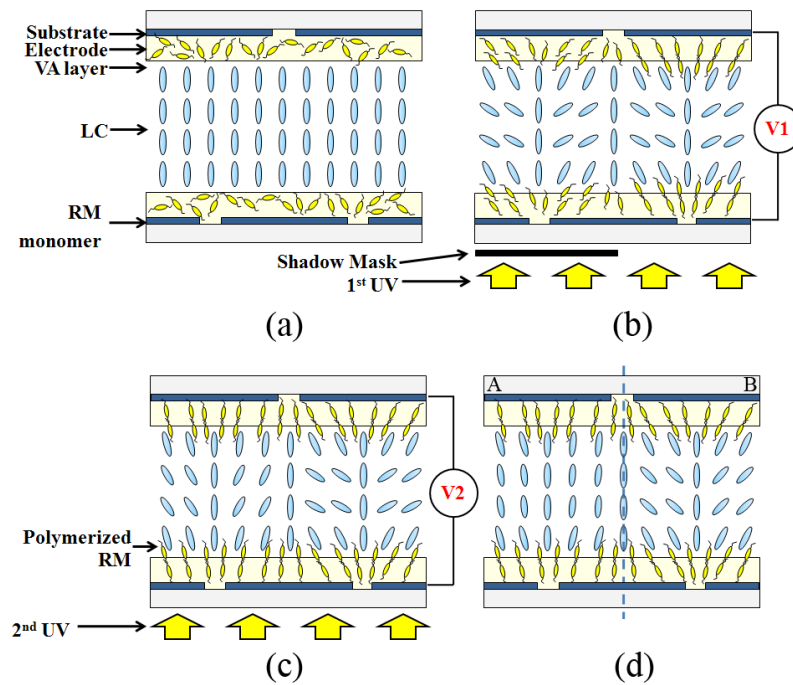 Substrate
Electrode
VA layer
LC
RM
monomer
V1
Shadow Mask
1st UV
(a)
(b)
A
B
V2
Polymerized
RM
2nd UV
(c)
(d)